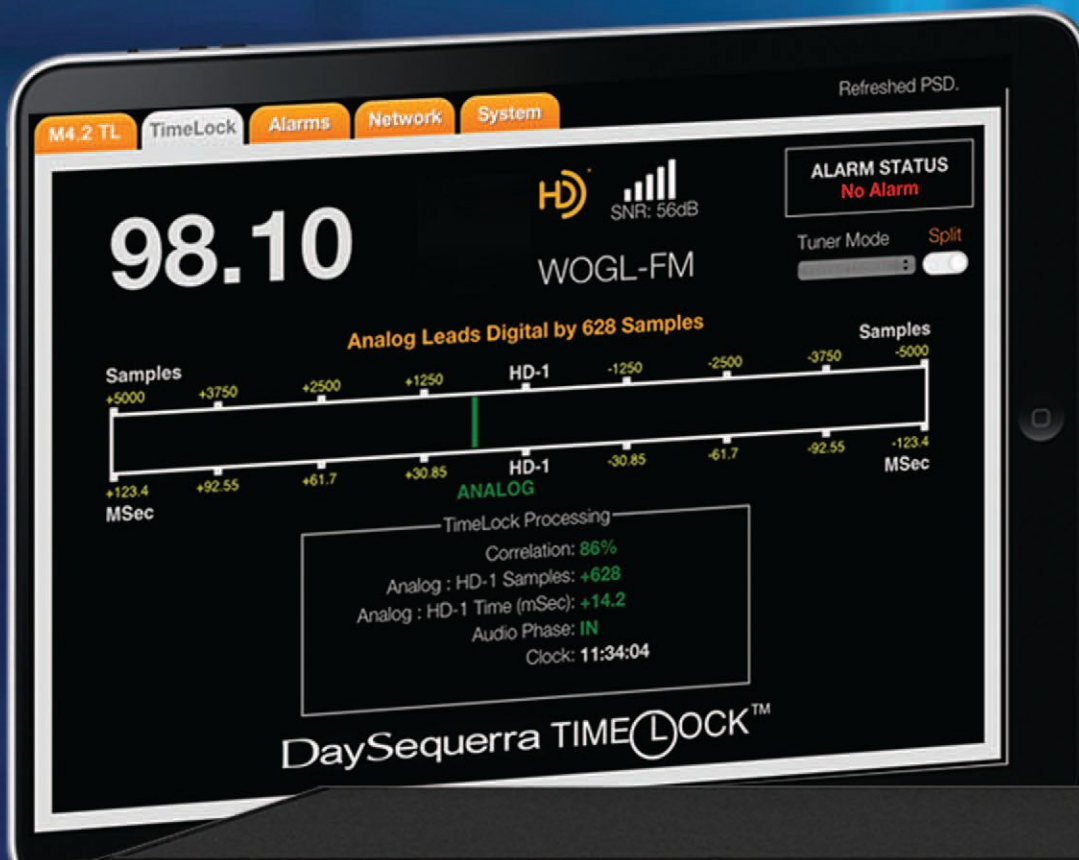 Refreshed PSD.
M4.2 TL TimeLock Alarms Network System
HD
SNR: 56dB
ALARM STATUS
No Alarm
98.10
WOGL-FM
Tuner Mode Split
Analog Leads Digital by 628 Samples
Samples Samples
+5000 +3750 +2500 +1250 HD-1 -1250 -2500 -3750 -5000
+123.4 +92.55 +61.7 +30.85 HD-1 -30.85 -61.7 -92.55 -123.4
MSec ANALOG MSec
TimeLock Processing
Correlation: 86%
Analog : HD-1 Samples: +628
Analog : HD-1 Time (mSec): +14.2
Audio Phase: IN
Clock: 11:34:04
DaySequerra TIMELOCK™